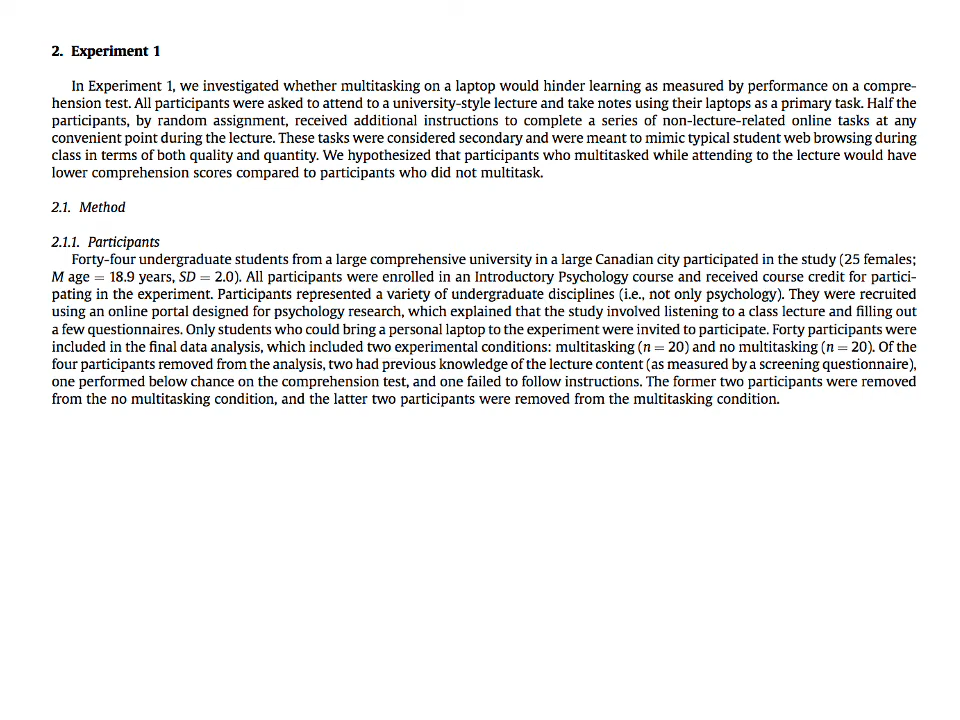 2. Experiment 1
In Experiment 1, we investigated whether multitasking on a laptop would hinder learning as measured by performance on a compre-
hension test. All participants were asked to attend to a university-style lecture and take notes using their laptops as a primary task. Half the
participants, by random assignment, received additional instructions to complete a series of non-lecture-related online tasks at any
convenient point during the lecture. These tasks were considered secondary and were meant to mimic typical student web browsing during
class in terms of both quality and quantity. We hypothesized that participants who multitasked while attending to the lecture would have
lower comprehension scores compared to participants who did not multitask.
2.1. Method
2.1.1. Participants
Forty-four undergraduate students from a large comprehensive university in a large Canadian city participated in the study (25 females;
M age = 18.9 years, SD = 2.0). All participants were enrolled in an Introductory Psychology course and received course credit for partici-
pating in the experiment. Participants represented a variety of undergraduate disciplines (i.e., not only psychology). They were recruited
using an online portal designed for psychology research, which explained that the study involved listening to a class lecture and filling out
a few questionnaires. Only students who could bring a personal laptop to the experiment were invited to participate. Forty participants were
included in the final data analysis, which included two experimental conditions: multitasking (n = 20) and no multitasking (n = 20). Of the
four participants removed from the analysis, two had previous knowledge of the lecture content (as measured by a screening questionnaire),
one performed below chance on the comprehension test, and one failed to follow instructions. The former two participants were removed
from the no multitasking condition, and the latter two participants were removed from the multitasking condition.